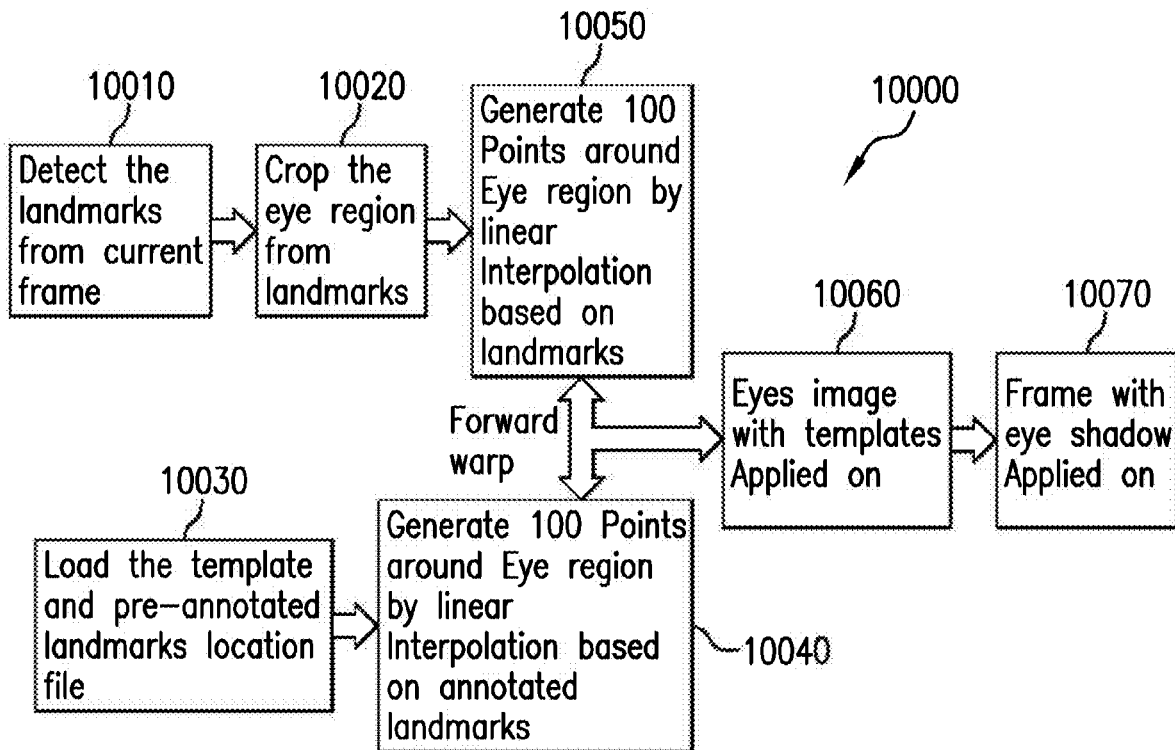 10050
10010
10020
10000
Generate 100
Points around
Eye region by
linear
Interpolation
based on
landmarks
Detect the
landmarks
from current
frame
Crop the
eye region
from
landmarks
10060
10070
Forward
warp
Eyes image
with templates
Applied on
Frame with
eye shadow
Applied on
10030
Load the template
and pre-annotated
landmarks location
file
Generate 100 Points
around Eye region
by linear
Interpolation based
on annotated
landmarks
10040